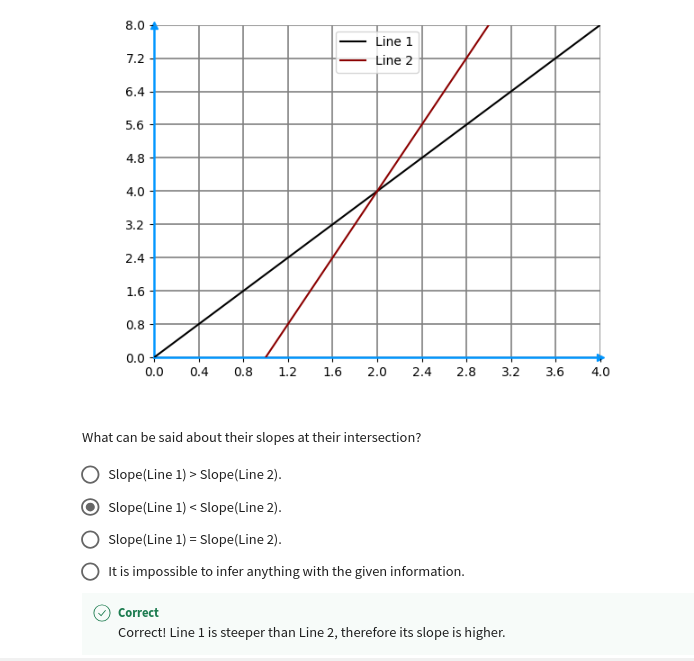 8.0
Line 1
7.2
Line 2
6.4
5.6
4.8
4.0
3.2
2.4
1.6
0.8
0.0
0.0 0.4 0.8 1.2 1.6 2.0 2.4 2.8 3.2 3.6 4.0
What can be said about their slopes at their intersection?
Slope(Line 1) > Slope(Line 2).
Slope(Line 1) < Slope(Line 2).
Slope(Line 1) = Slope(Line 2).
It is impossible to infer anything with the given information.
Correct
Correct! Line 1 is steeper than Line 2, therefore its slope is higher.